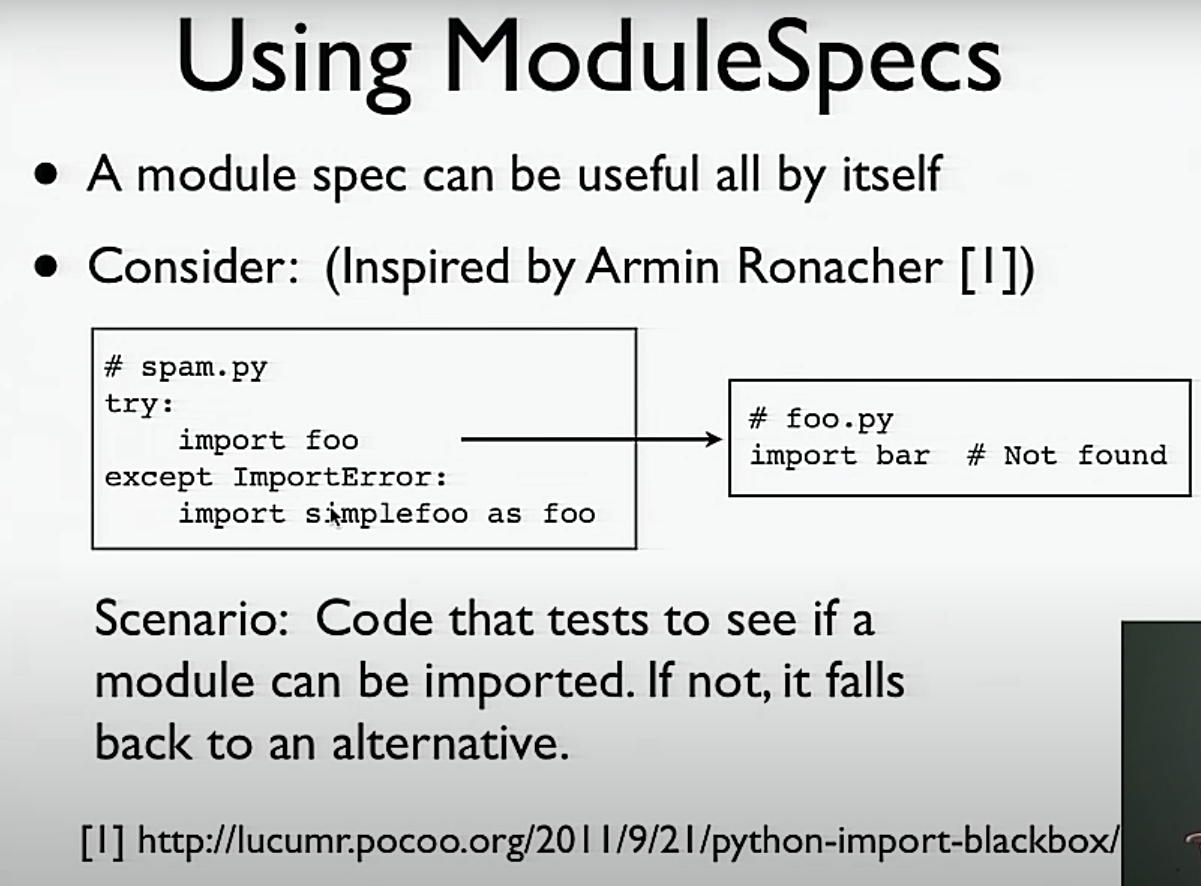 Using ModuleSpecs
• A module spec can be useful all by itself
• Consider: (Inspired by Armin Ronacher [1])
# spam.py
try:
    import foo
except ImportError:
    import simplefoo as foo
# foo.py
import bar  # Not found
Scenario: Code that tests to see if a
module can be imported. If not, it falls
back to an alternative.
[1] http://lucumr.pocoo.org/2011/9/21/python-import-blackbox/